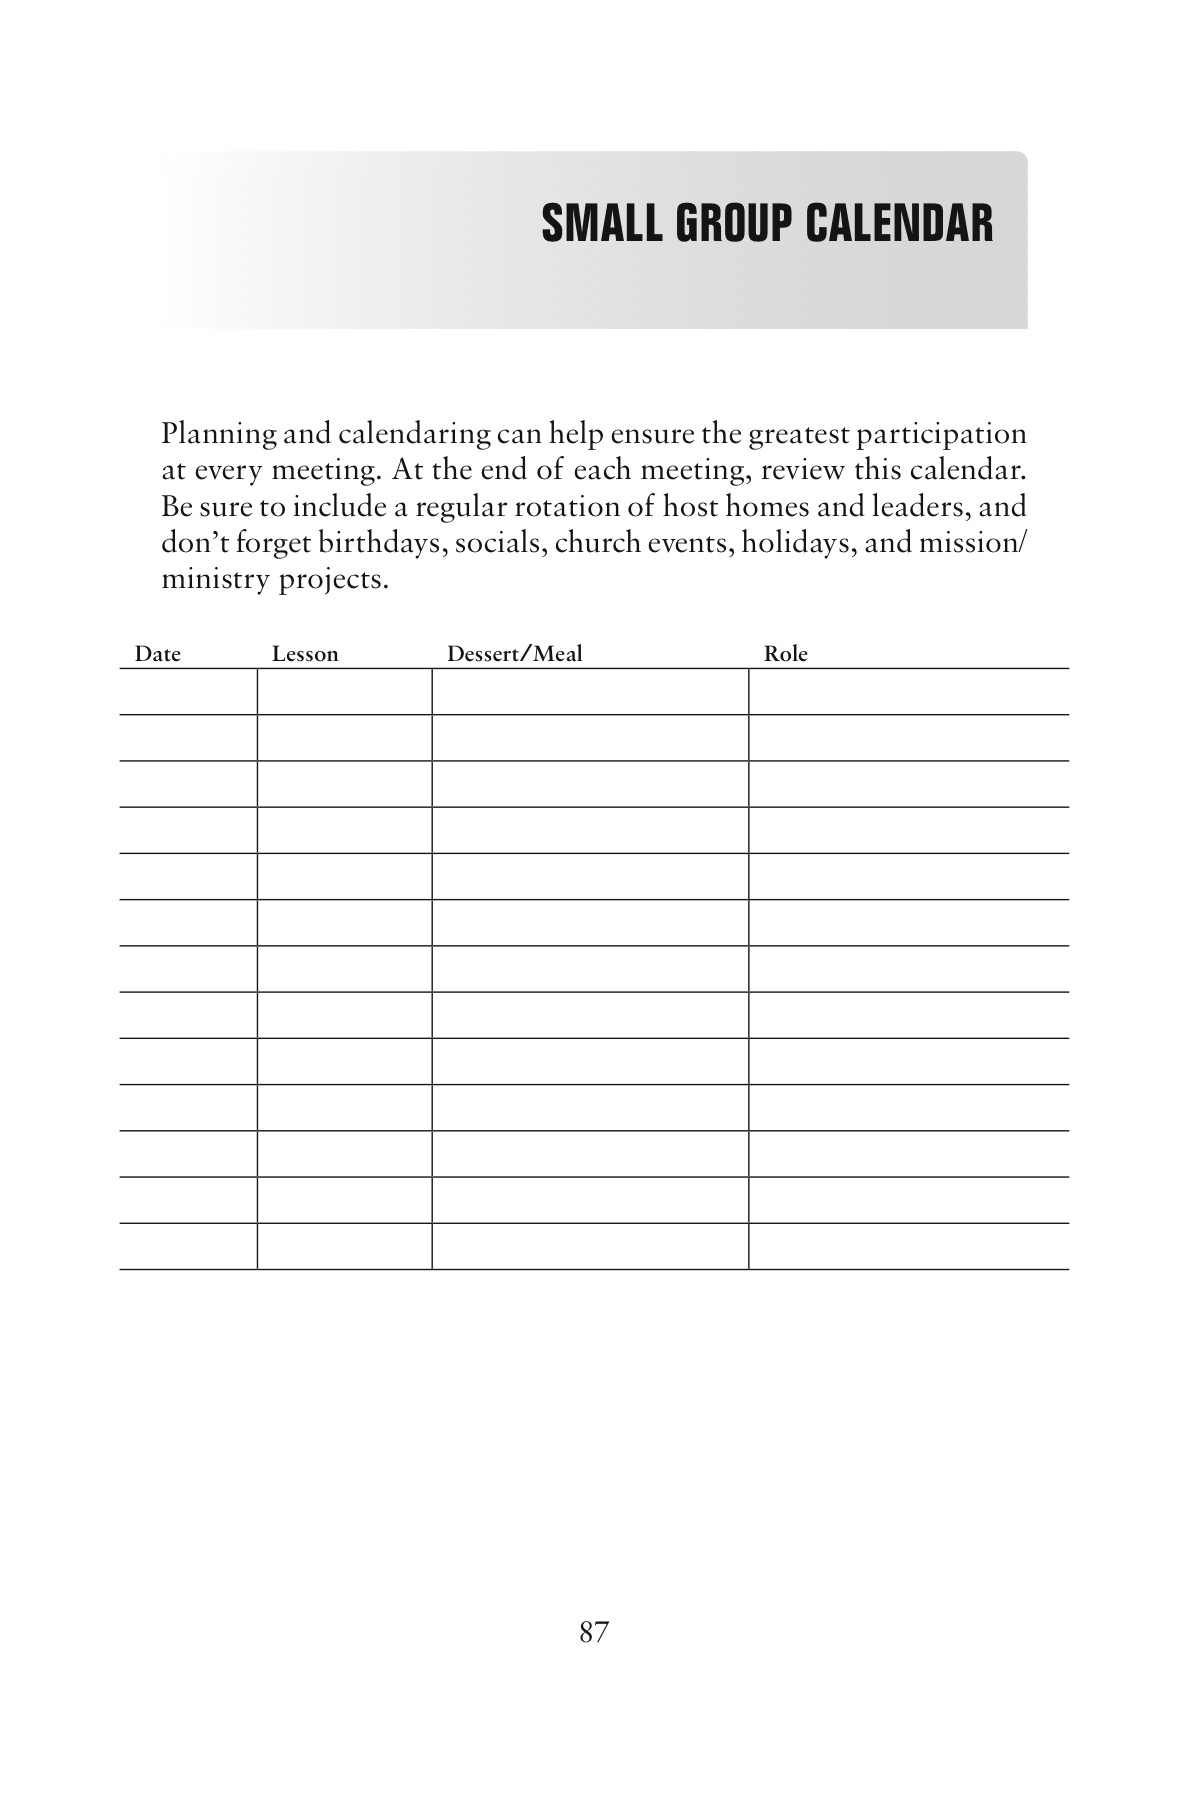 SMALL GROUP CALENDAR
Planning and calendaring can help ensure the greatest participation
at every meeting. At the end of each meeting, review this calendar.
Be sure to include a regular rotation of host homes and leaders, and
don’t forget birthdays, socials, church events, holidays, and mission/
ministry projects.
Date Lesson Dessert/Meal Role
87